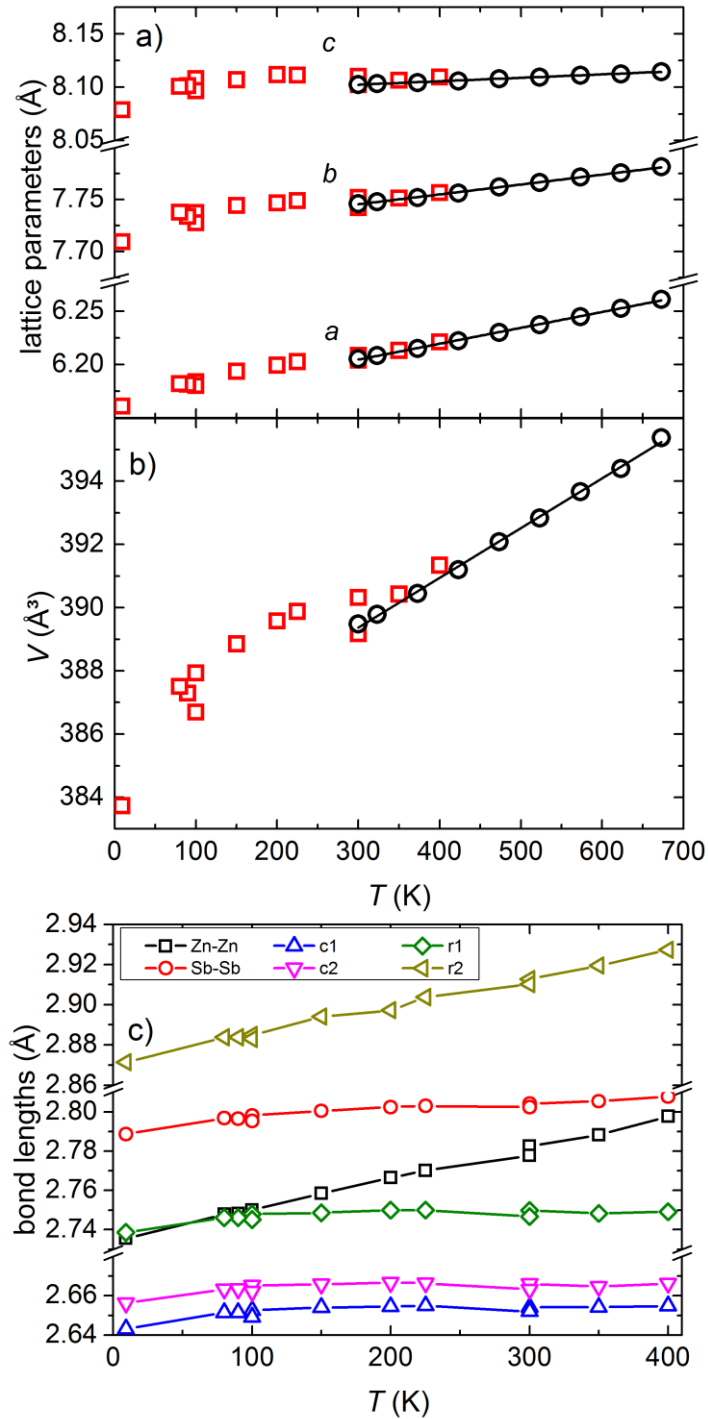 a)
c
8.15
8.10
8.05
b
7.75
7.70
a
6.25
6.20
lattice parameters (Å)
b)
394
392
390
388
386
384
V (Å³)
0 100 200 300 400 500 600 700
T (K)
2.94
2.93
2.92
2.91
2.90
2.88
2.86
2.80
2.76
2.74
2.66
2.64
bond lengths (Å)
Zn-Zn c1 r1
Sb-Sb c2 r2
c)
0 100 200 300 400
T (K)